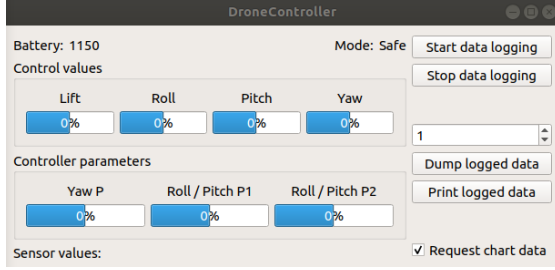 DroneController
Battery: 1150
Mode: Safe
Start data logging
Control values
Stop data logging
Lift Roll Pitch Yaw
0% 0% 0% 0%
1
Controller parameters
Dump logged data
Yaw P Roll / Pitch P1 Roll / Pitch P2
Print logged data
0% 0% 0%
Sensor values:
Request chart data